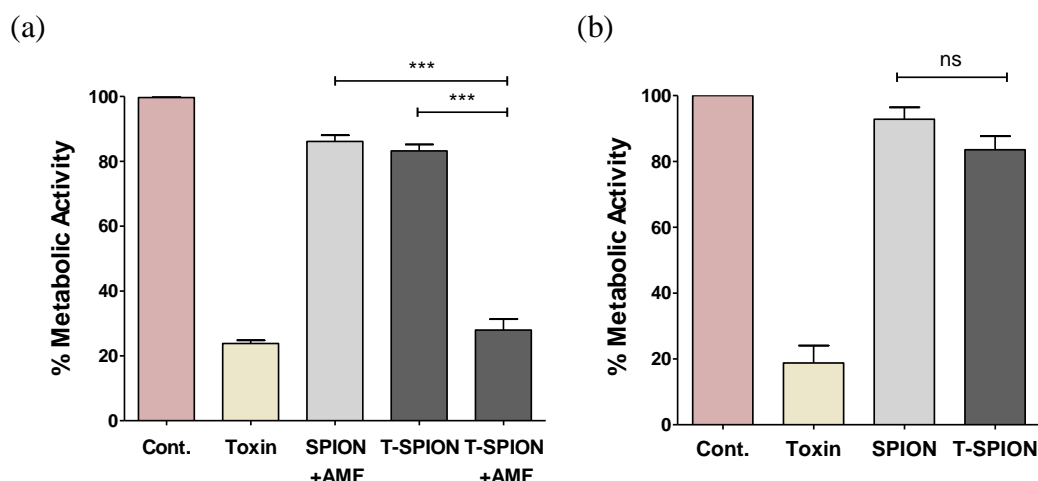 (a)
(b)
***
***
% Metabolic Activity
100
80
60
40
20
0
Cont.
Toxin
SPION
+AMF
T-SPION
T-SPION
+AMF
ns
% Metabolic Activity
100
80
60
40
20
0
Cont.
Toxin
SPION
T-SPION